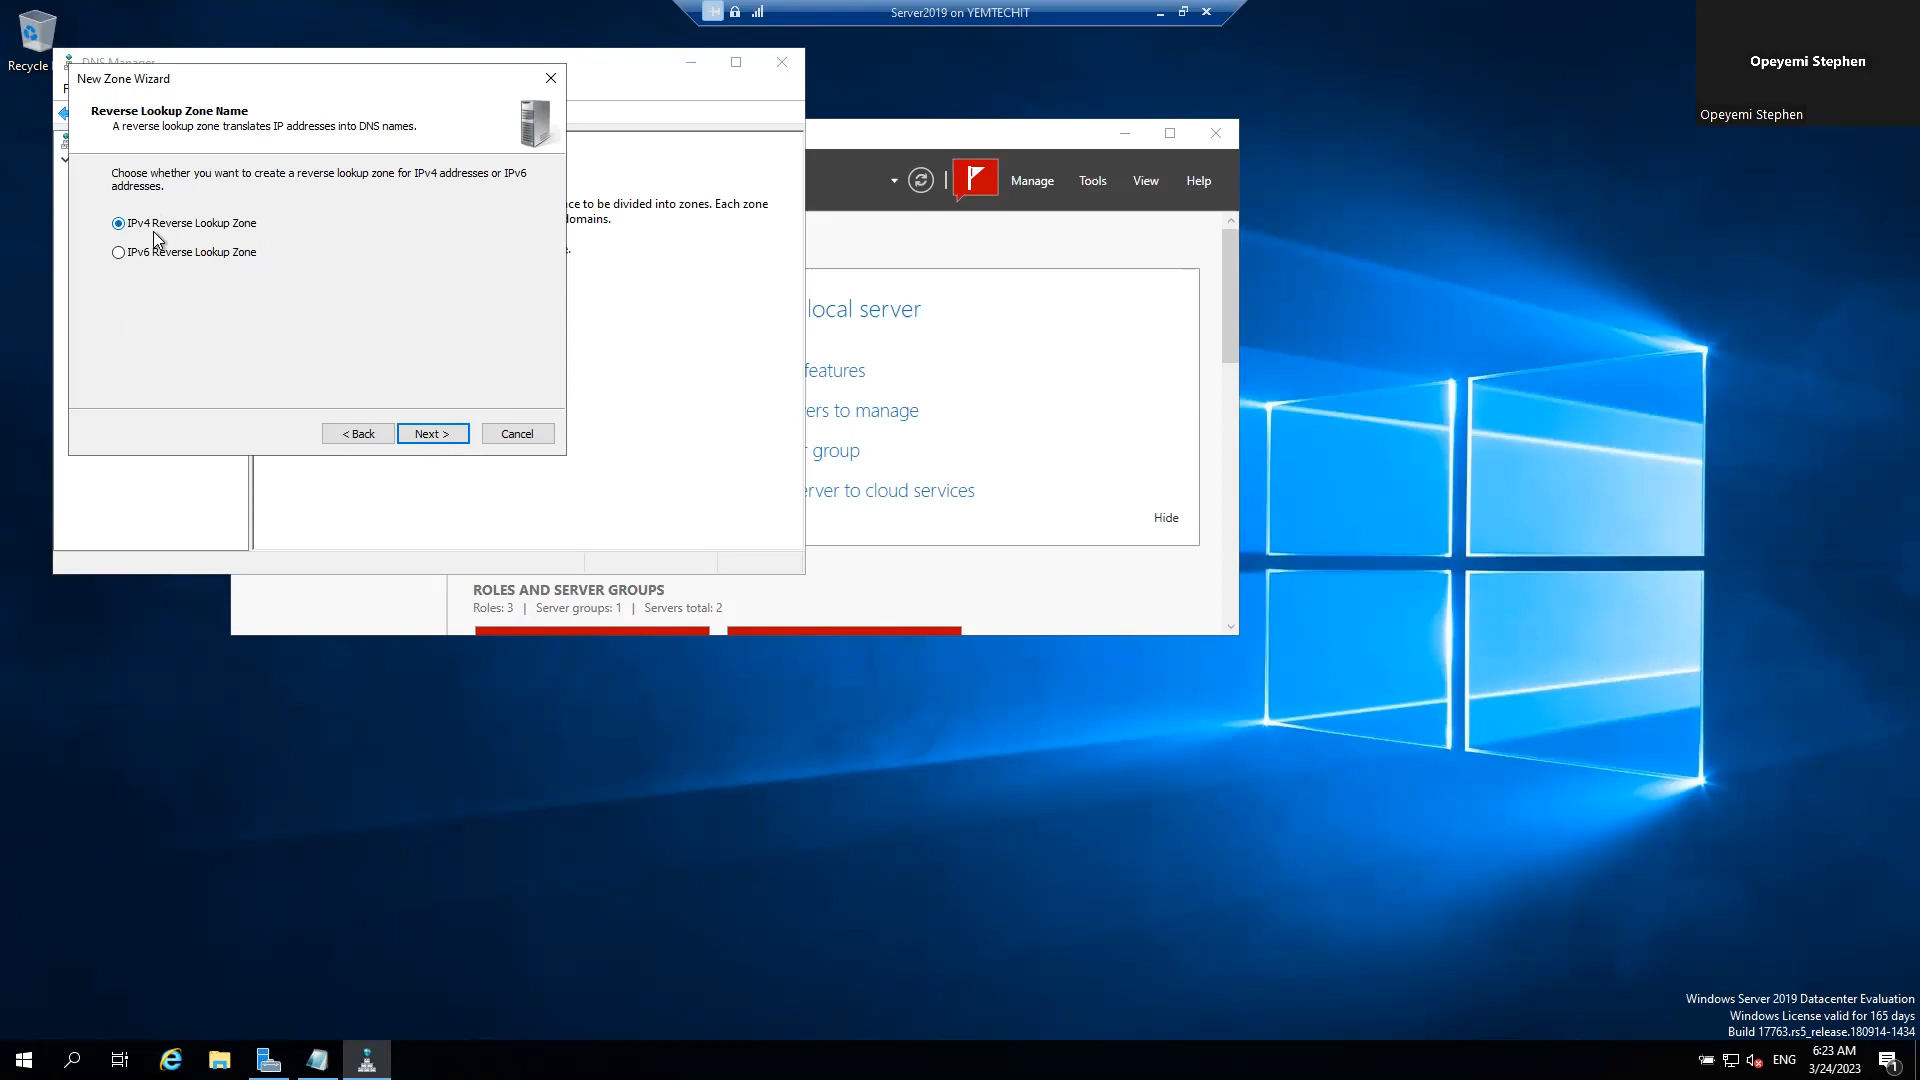 Server2019 on YEMTECHIT
Opeyemi Stephen
Opeyemi Stephen
Recycle
DNS Manager
New Zone Wizard
Reverse Lookup Zone Name
A reverse lookup zone translates IP addresses into DNS names.
Choose whether you want to create a reverse lookup zone for IPv4 addresses or IPv6
addresses.
IPv4 Reverse Lookup Zone
IPv6 Reverse Lookup Zone
< Back
Next >
Cancel
ce to be divided into zones. Each zone
domains.
Manage
Tools
View
Help
local server
features
ers to manage
group
erver to cloud services
Hide
ROLES AND SERVER GROUPS
Roles: 3 | Server groups: 1 | Servers total: 2
Windows Server 2019 Datacenter Evaluation
Windows License valid for 165 days
Build 17763.rs5_release.180914-1434
ENG
6:23 AM
3/24/2023
1